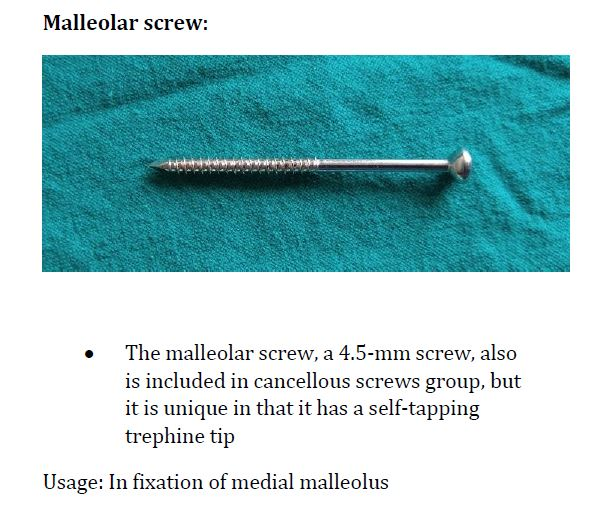 Malleolar screw:
• The malleolar screw, a 4.5-mm screw, also
is included in cancellous screws group, but
it is unique in that it has a self-tapping
trephine tip
Usage: In fixation of medial malleolus